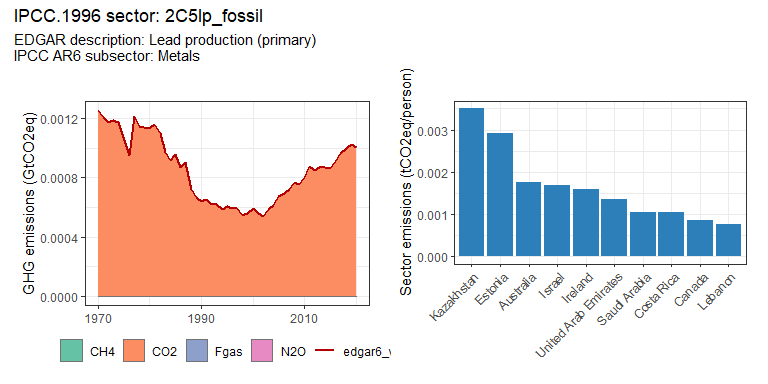 IPCC.1996 sector: 2C5lp_fossil
EDGAR description: Lead production (primary)
IPCC AR6 subsector: Metals
GHG emissions (GtCO2eq)
0.0012
0.0008
0.0004
0.0000
1970
1990
2010
CH4
CO2
Fgas
N2O
edgar6_
Sector emissions (tCO2eq/person)
0.003
0.002
0.001
0.000
Kazakhstan
Estonia
Australia
Israel
Ireland
United Arab Emirates
Saudi Arabia
Costa Rica
Canada
Lebanon